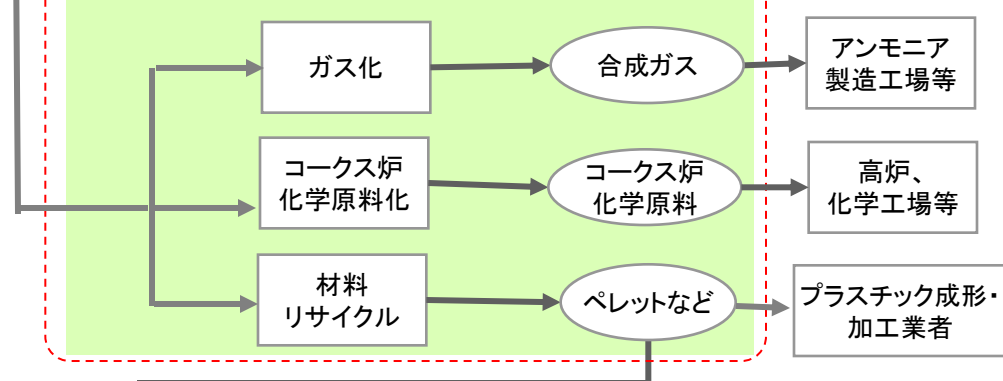 ガス化
合成ガス
アンモニア
製造工場等
コークス炉
化学原料化
コークス炉
化学原料
高炉、
化学工場等
材料
リサイクル
ペレットなど
プラスチック成形・
加工業者